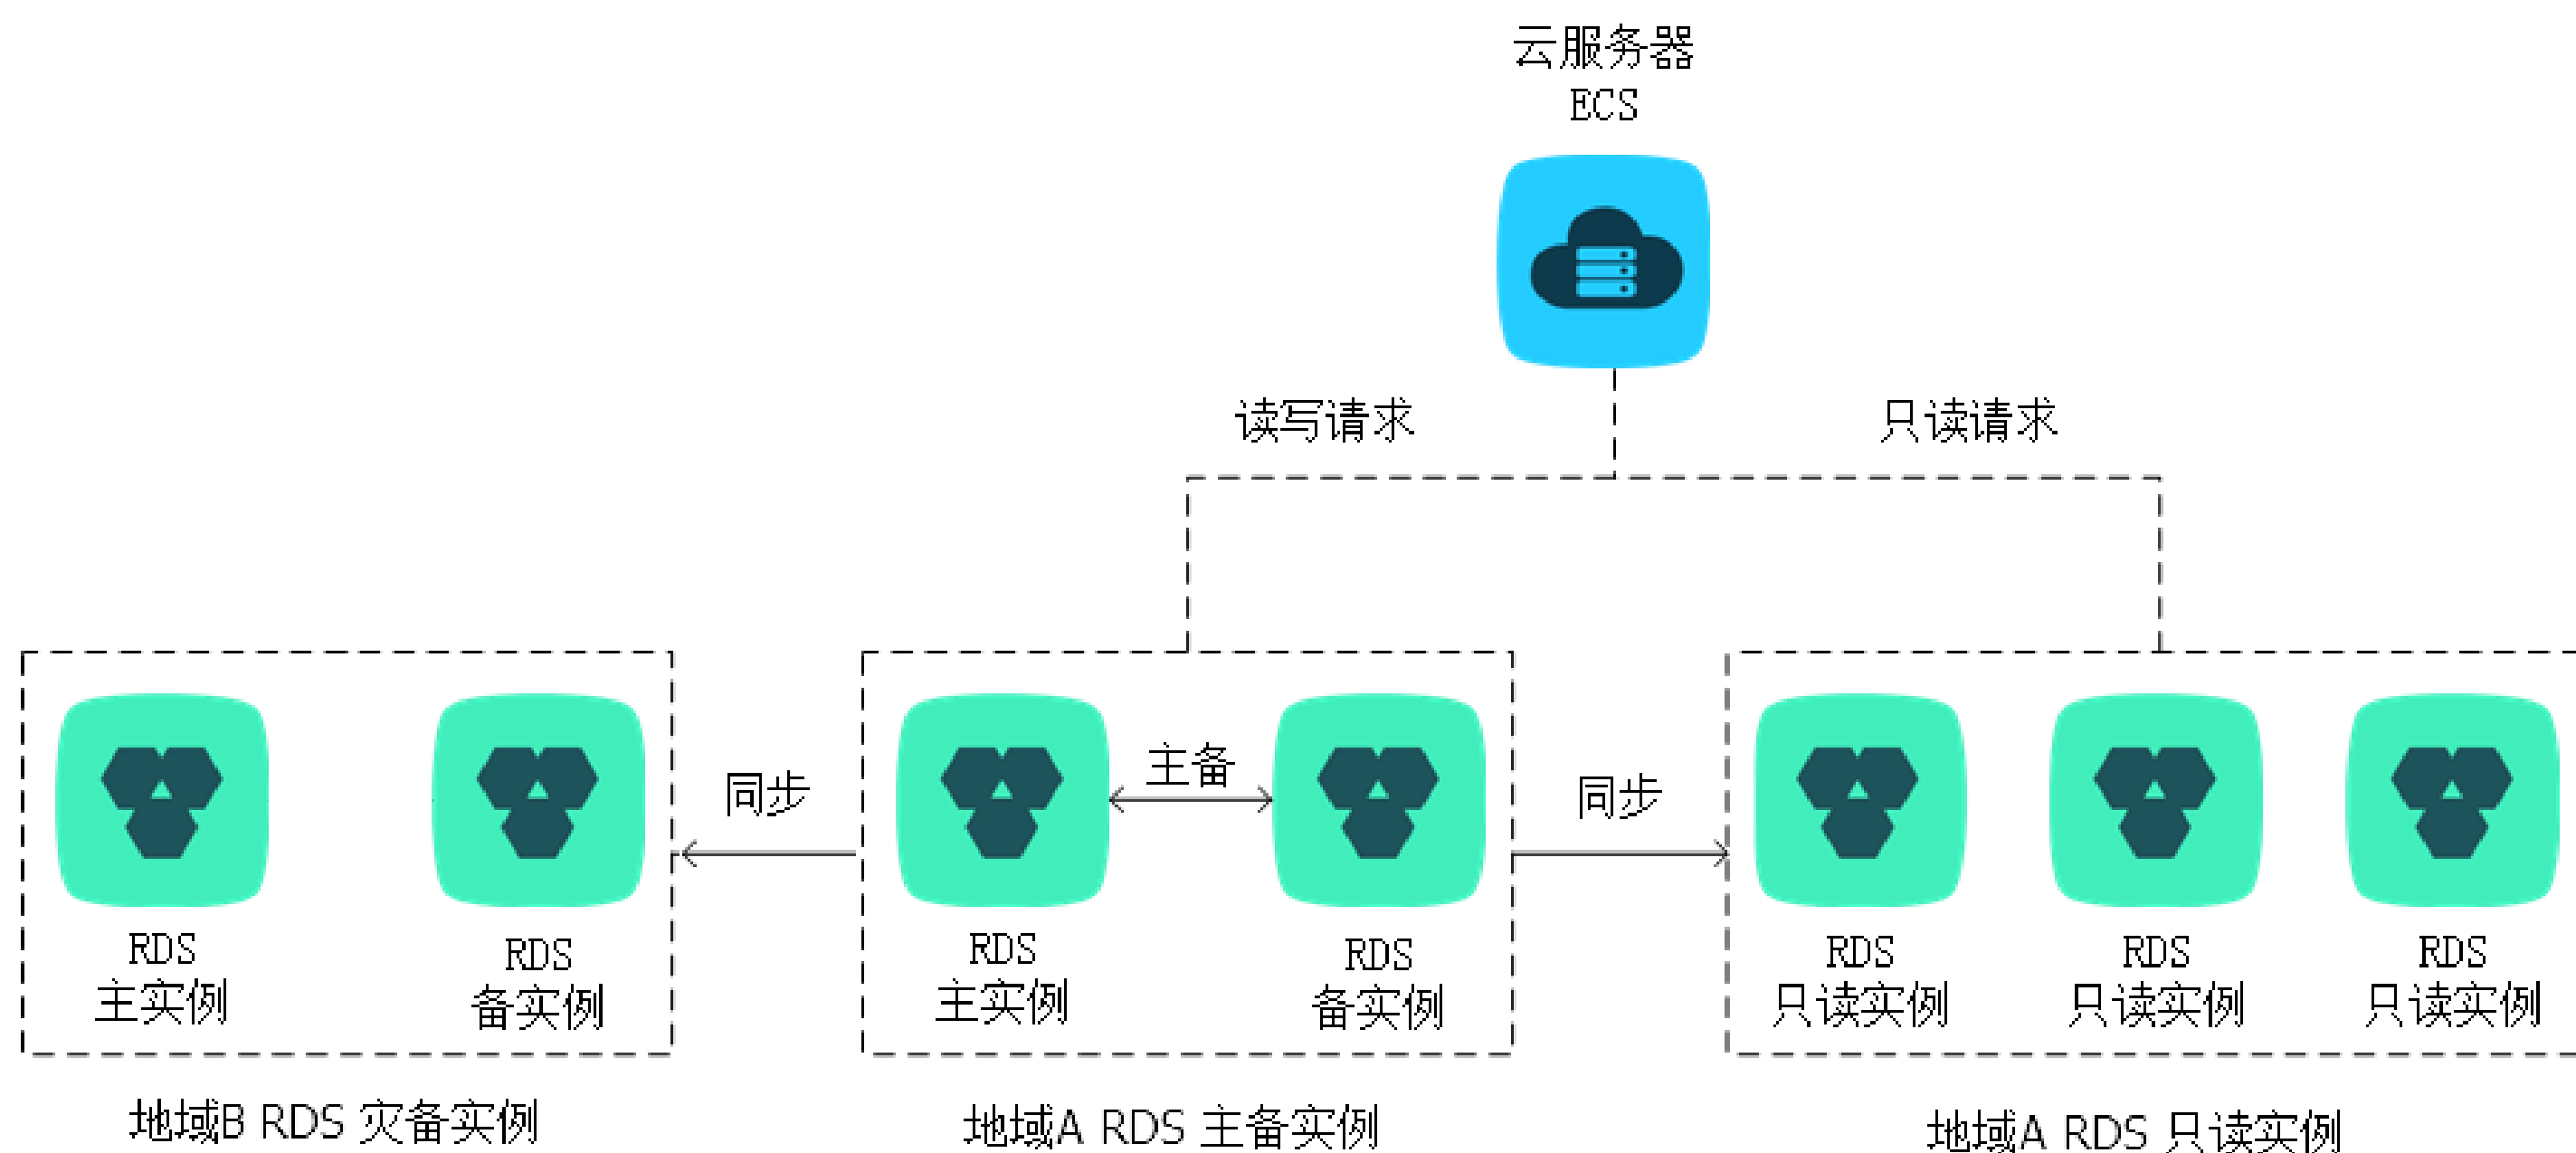 云服务器
ECS
读写请求
只读请求
同步
主备
同步
RDS
主实例
RDS
备实例
RDS
主实例
RDS
备实例
RDS
只读实例
RDS
只读实例
RDS
只读实例
地域B RDS 灾备实例
地域A RDS 主备实例
地域A RDS 只读实例